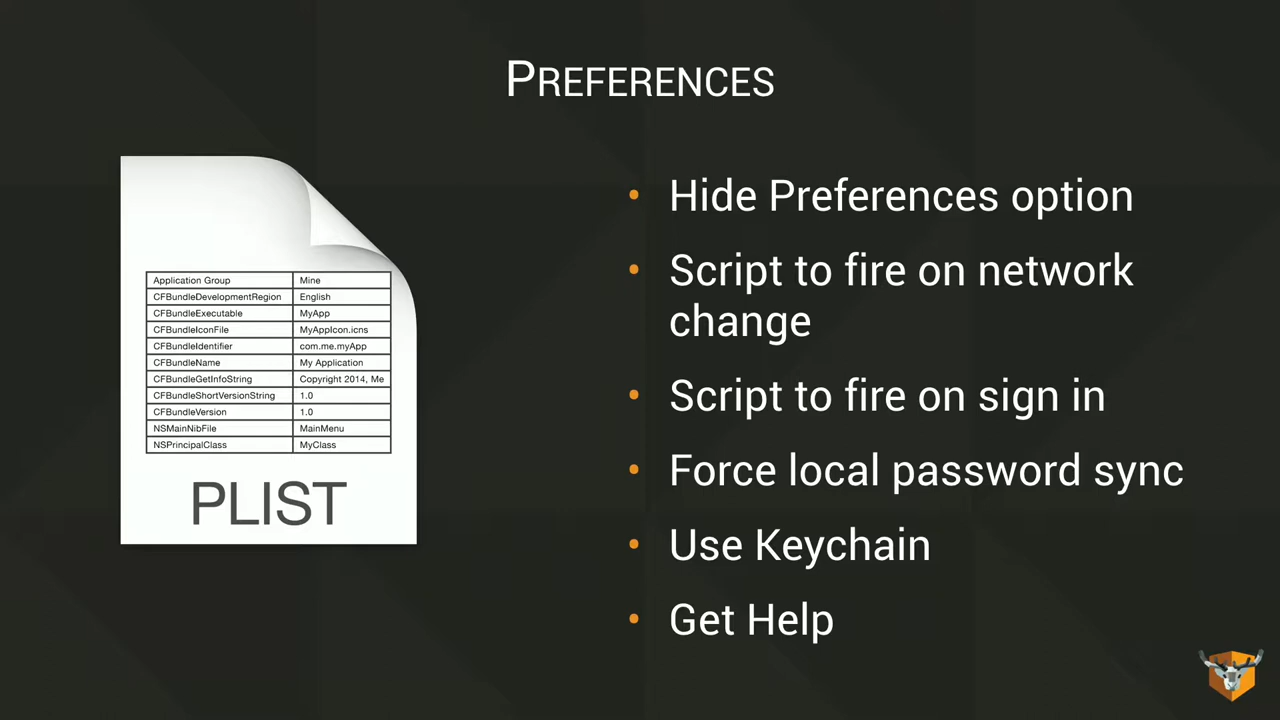 PREFERENCES
Application Group Mine
CFBundleDevelopmentRegion English
CFBundleExecutable MyApp
CFBundleIconFile MyAppIcon.icns
CFBundleIdentifier com.me.myApp
CFBundleName My Application
CFBundleGetInfoString Copyright 2014, Me
CFBundleShortVersionString 1.0
CFBundleVersion 1.0
NSMainNibFile MainMenu
NSPrincipalClass MyClass
PLIST
• Hide Preferences option
• Script to fire on network
change
• Script to fire on sign in
• Force local password sync
• Use Keychain
• Get Help